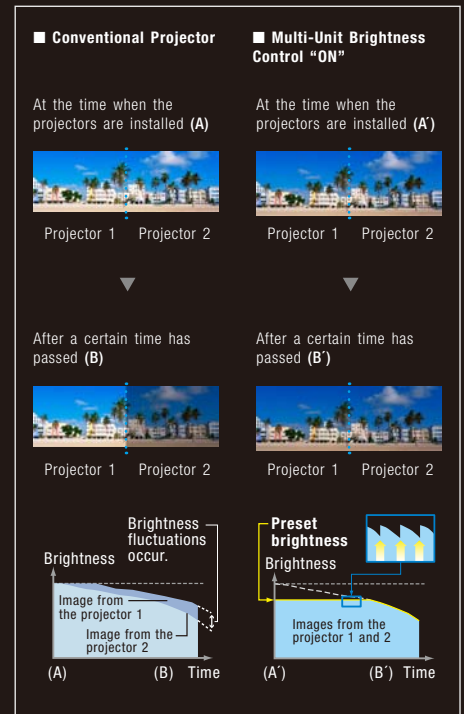 ■ Conventional Projector
At the time when the
projectors are installed (A)
Projector 1 Projector 2
After a certain time has
passed (B)
Projector 1 Projector 2
Brightness
fluctuations
occur.
Brightness
Image from
the projector 1
Image from the
projector 2
(A) (B) Time
■ Multi-Unit Brightness
Control “ON”
At the time when the
projectors are installed (A´)
Projector 1 Projector 2
After a certain time has
passed (B´)
Projector 1 Projector 2
Preset
brightness
Brightness
Images from the
projector 1 and 2
(A´) (B´) Time